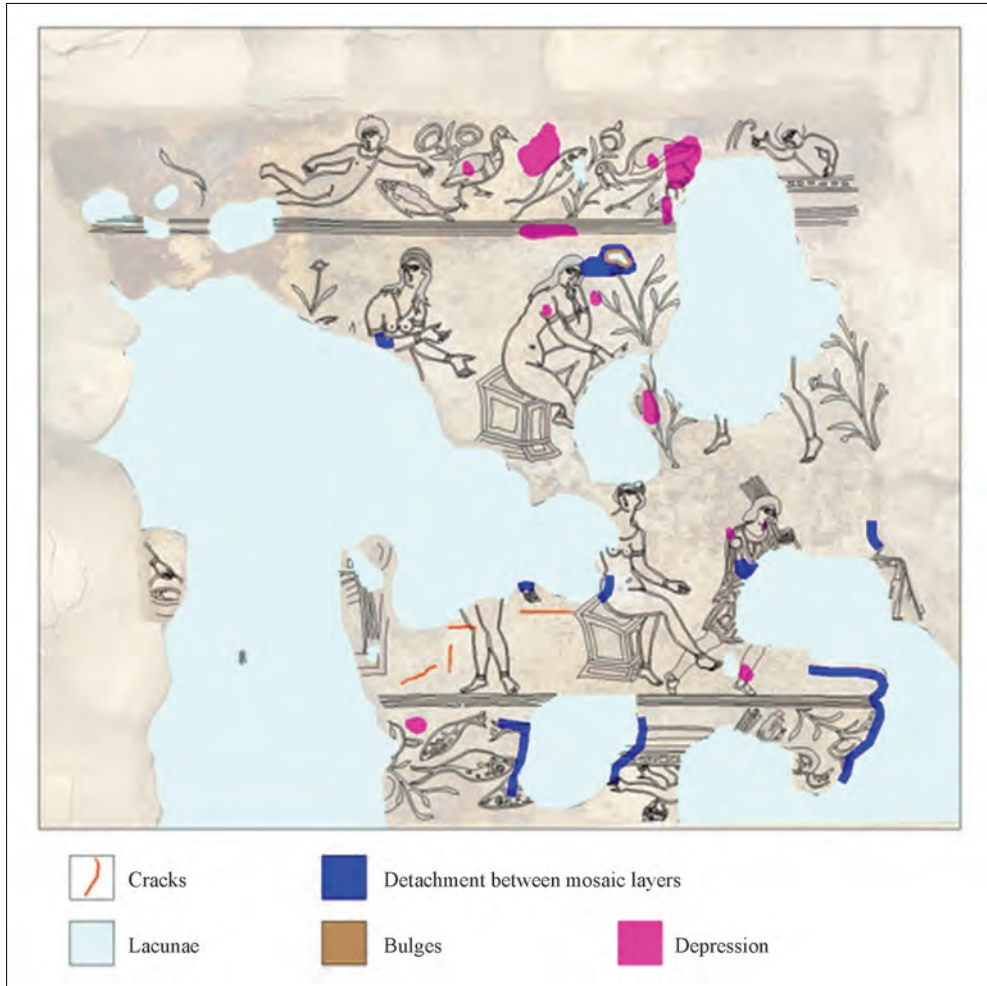 Cracks
Detachment between mosaic layers
Lacunae
Bulges
Depression